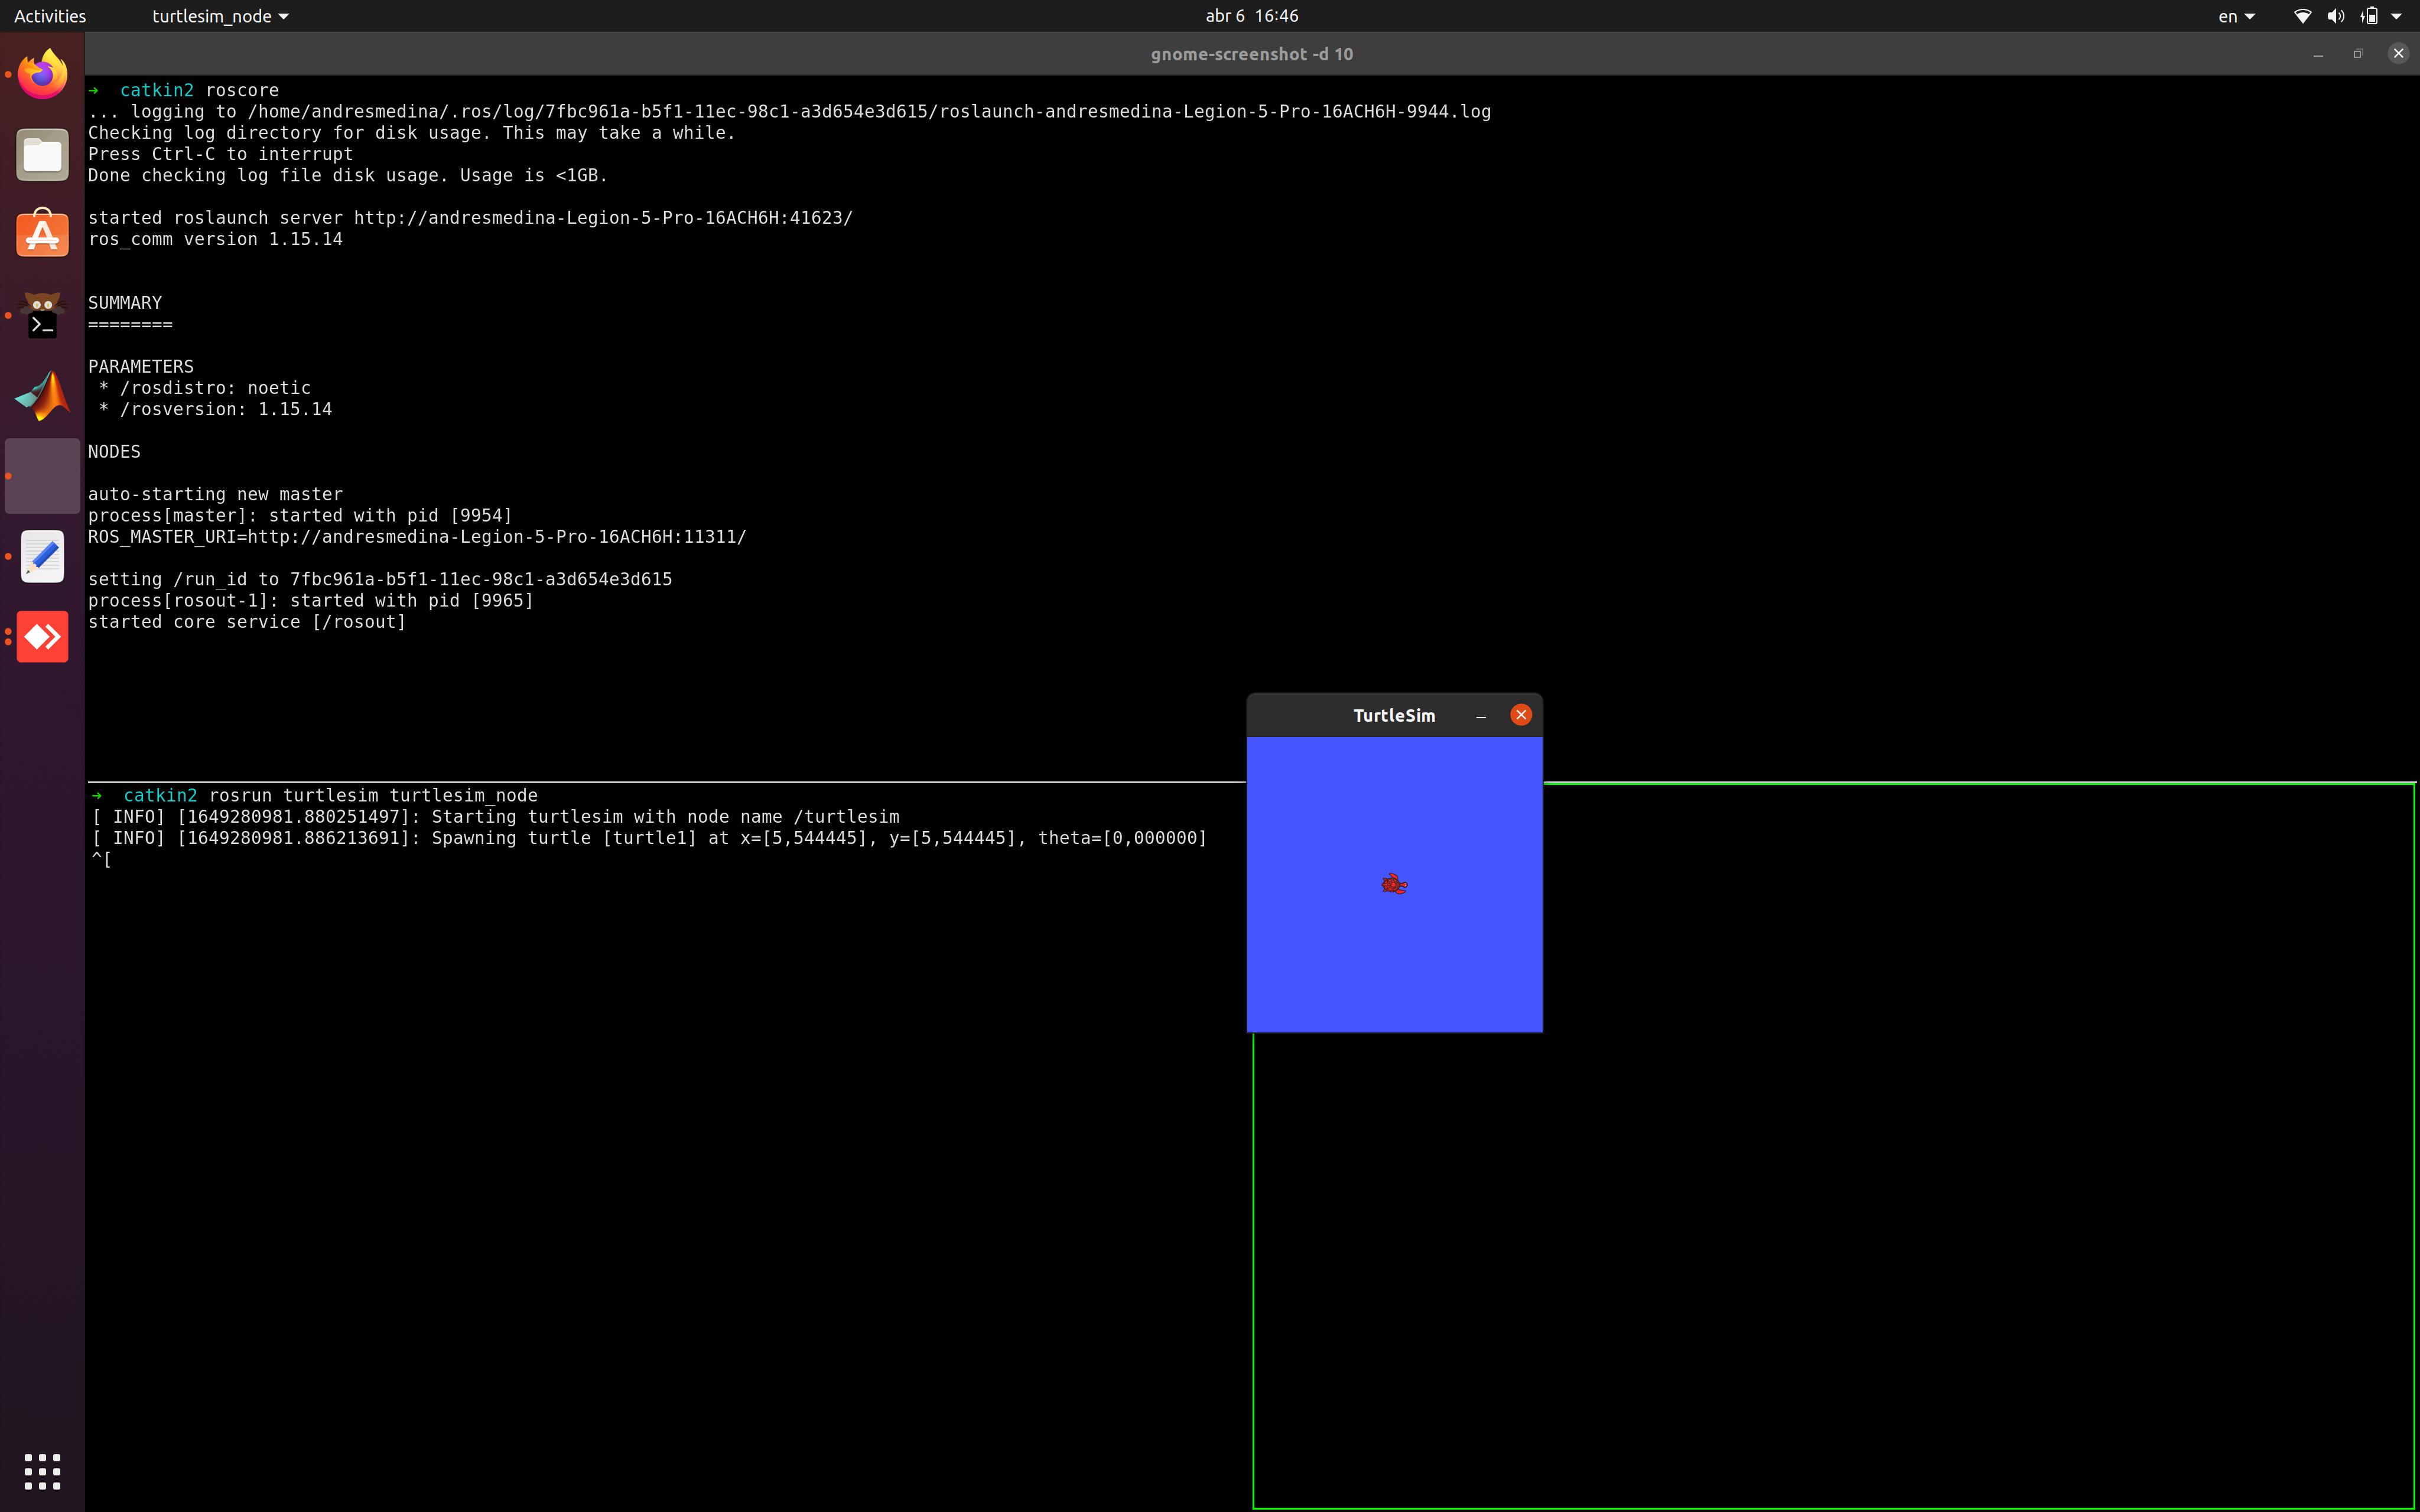 Activities
turtlesim_node
abr 6 16:46
en
gnome-screenshot -d 10
➜ catkin2 roscore
... logging to /home/andresmedina/.ros/log/7fbc961a-b5f1-11ec-98c1-a3d654e3d615/roslaunch-andresmedina-Legion-5-Pro-16ACH6H-9944.log
Checking log directory for disk usage. This may take a while.
Press Ctrl-C to interrupt
Done checking log file disk usage. Usage is <1GB.
started roslaunch server http://andresmedina-Legion-5-Pro-16ACH6H:41623/
ros_comm version 1.15.14
SUMMARY
========
PARAMETERS
* /rosdistro: noetic
* /rosversion: 1.15.14
NODES
auto-starting new master
process[master]: started with pid [9954]
ROS_MASTER_URI=http://andresmedina-Legion-5-Pro-16ACH6H:11311/
setting /run_id to 7fbc961a-b5f1-11ec-98c1-a3d654e3d615
process[rosout-1]: started with pid [9965]
started core service [/rosout]
TurtleSim
➜ catkin2 rosrun turtlesim turtlesim_node
[ INFO] [1649280981.880251497]: Starting turtlesim with node name /turtlesim
[ INFO] [1649280981.886213691]: Spawning turtle [turtle1] at x=[5,544445], y=[5,544445], theta=[0,000000]
^[